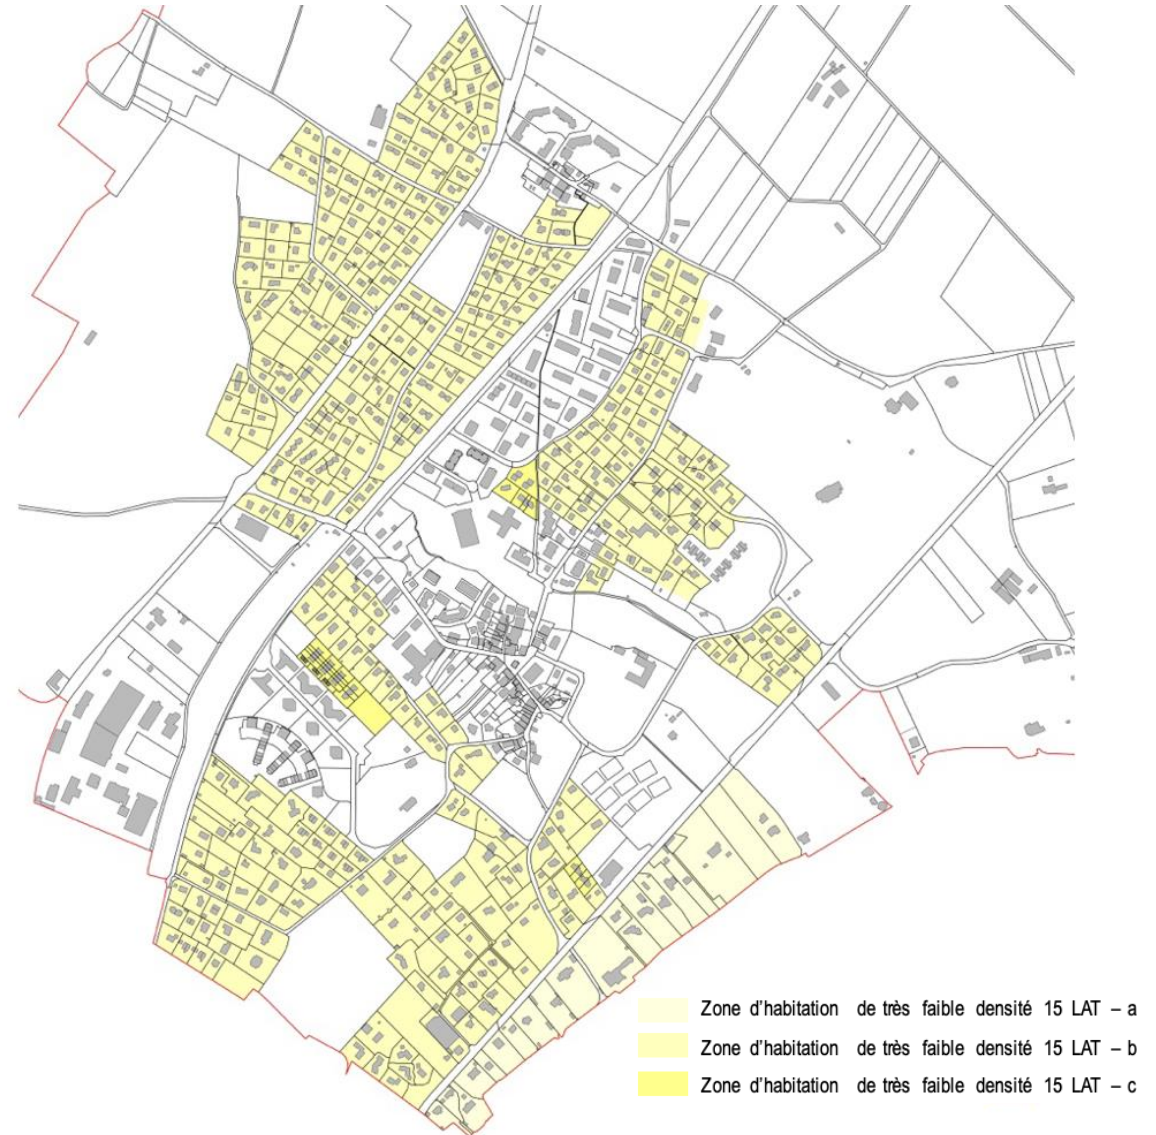 Zone d'habitation de très faible densité 15 LAT – a
Zone d'habitation de très faible densité 15 LAT – b
Zone d'habitation de très faible densité 15 LAT – c